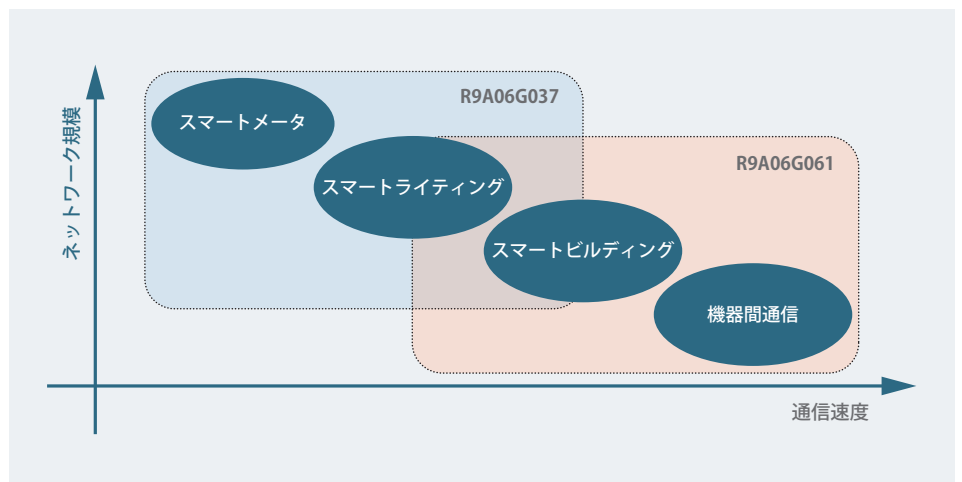 R9A06G037
スマートメータ
R9A06G061
スマートライティング
スマートビルディング
機器間通信
ネットワーク規模
通信速度